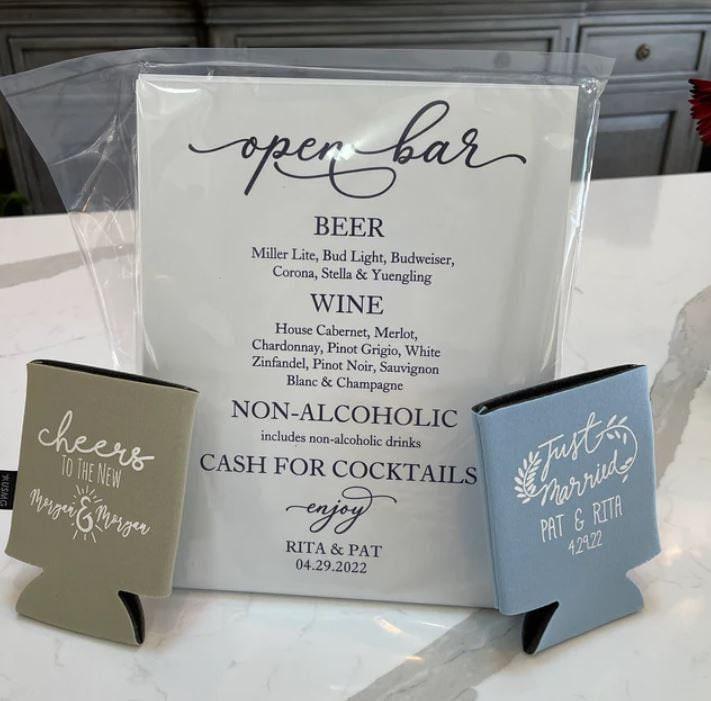 open bar
BEER
Miller Lite, Bud Light, Budweiser,
Corona, Stella & Yuengling
WINE
House Cabernet, Merlot,
Chardonnay, Pinot Grigio, White
Zinfandel, Pinot Noir, Sauvignon
Blanc & Champagne
NON-ALCOHOLIC
includes non-alcoholic drinks
CASH FOR COCKTAILS
enjoy
RITA & PAT
04.29.2022
cheers
TO THE NEW
Morgan & Morgan
KUSMG
Just
Married
PAT & RITA
4.29.22